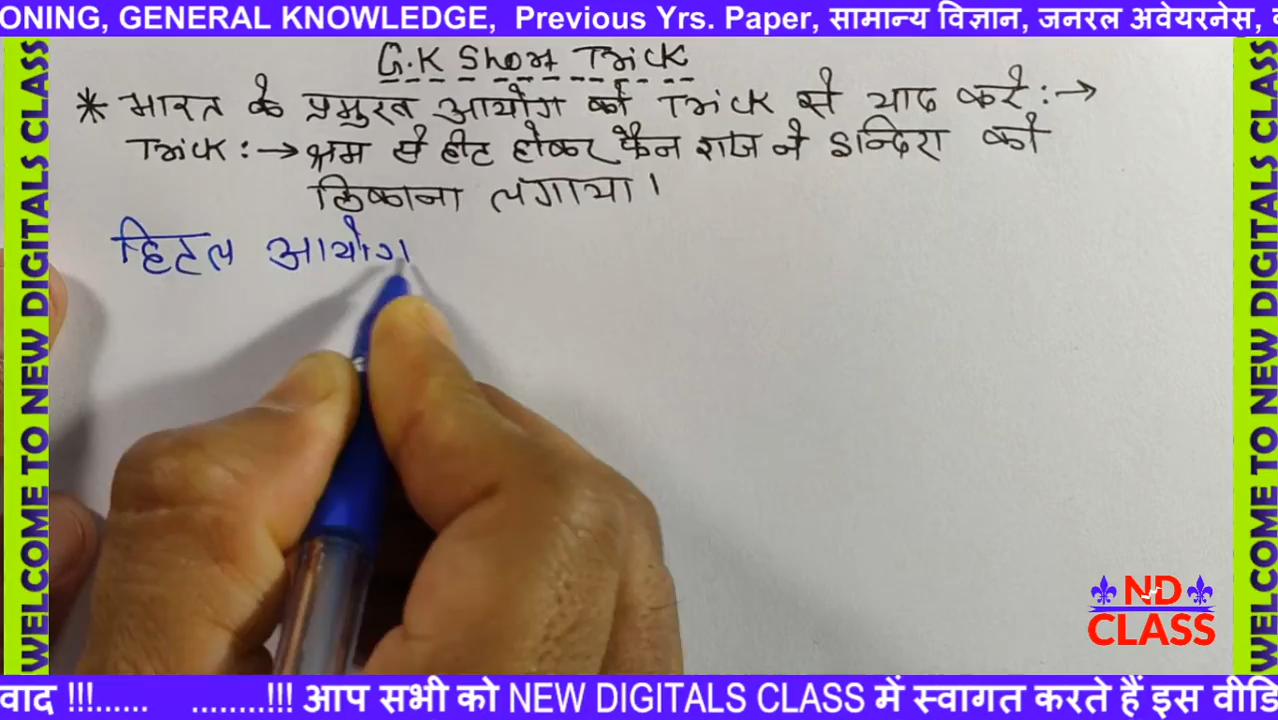 ONING, GENERAL KNOWLEDGE, Previous Yrs. Paper, सामान्य विज्ञान, जनरल अवेयरनेस,
WELCOME TO NEW DIGITALS CLASS
G.K Short Trick
* भारत के प्रमुख आयोग को Trick से याद करे :→
Trick :→ भ्रम से हीट होकर कैन राज ने इन्दिरा को
ठिकाना लगाया।
हिटल आयोग
ND
CLASS
WELCOME TO NEW DIGITALS CLASS
वाद !!!...... ........!!! आप सभी को NEW DIGITALS CLASS में स्वागत करते हैं इस वीडि